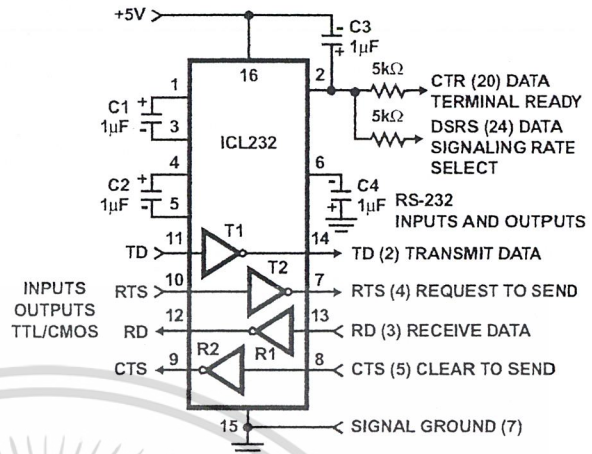 +5V
- C3
1µF
+
16
1
2
5kΩ
CTR (20) DATA
TERMINAL READY
5kΩ
DSRS (24) DATA
SIGNALING RATE
SELECT
C1 +
1µF
-
3
ICL232
4
C2 +
1µF
-
5
6
- C4
+ 1µF
RS-232
INPUTS AND OUTPUTS
T1
TD 11
14 TD (2) TRANSMIT DATA
T2
RTS 10
7 RTS (4) REQUEST TO SEND
INPUTS
OUTPUTS
TTL/CMOS
RD 12
13 RD (3) RECEIVE DATA
R1
R2
CTS 9
8 CTS (5) CLEAR TO SEND
15
SIGNAL GROUND (7)